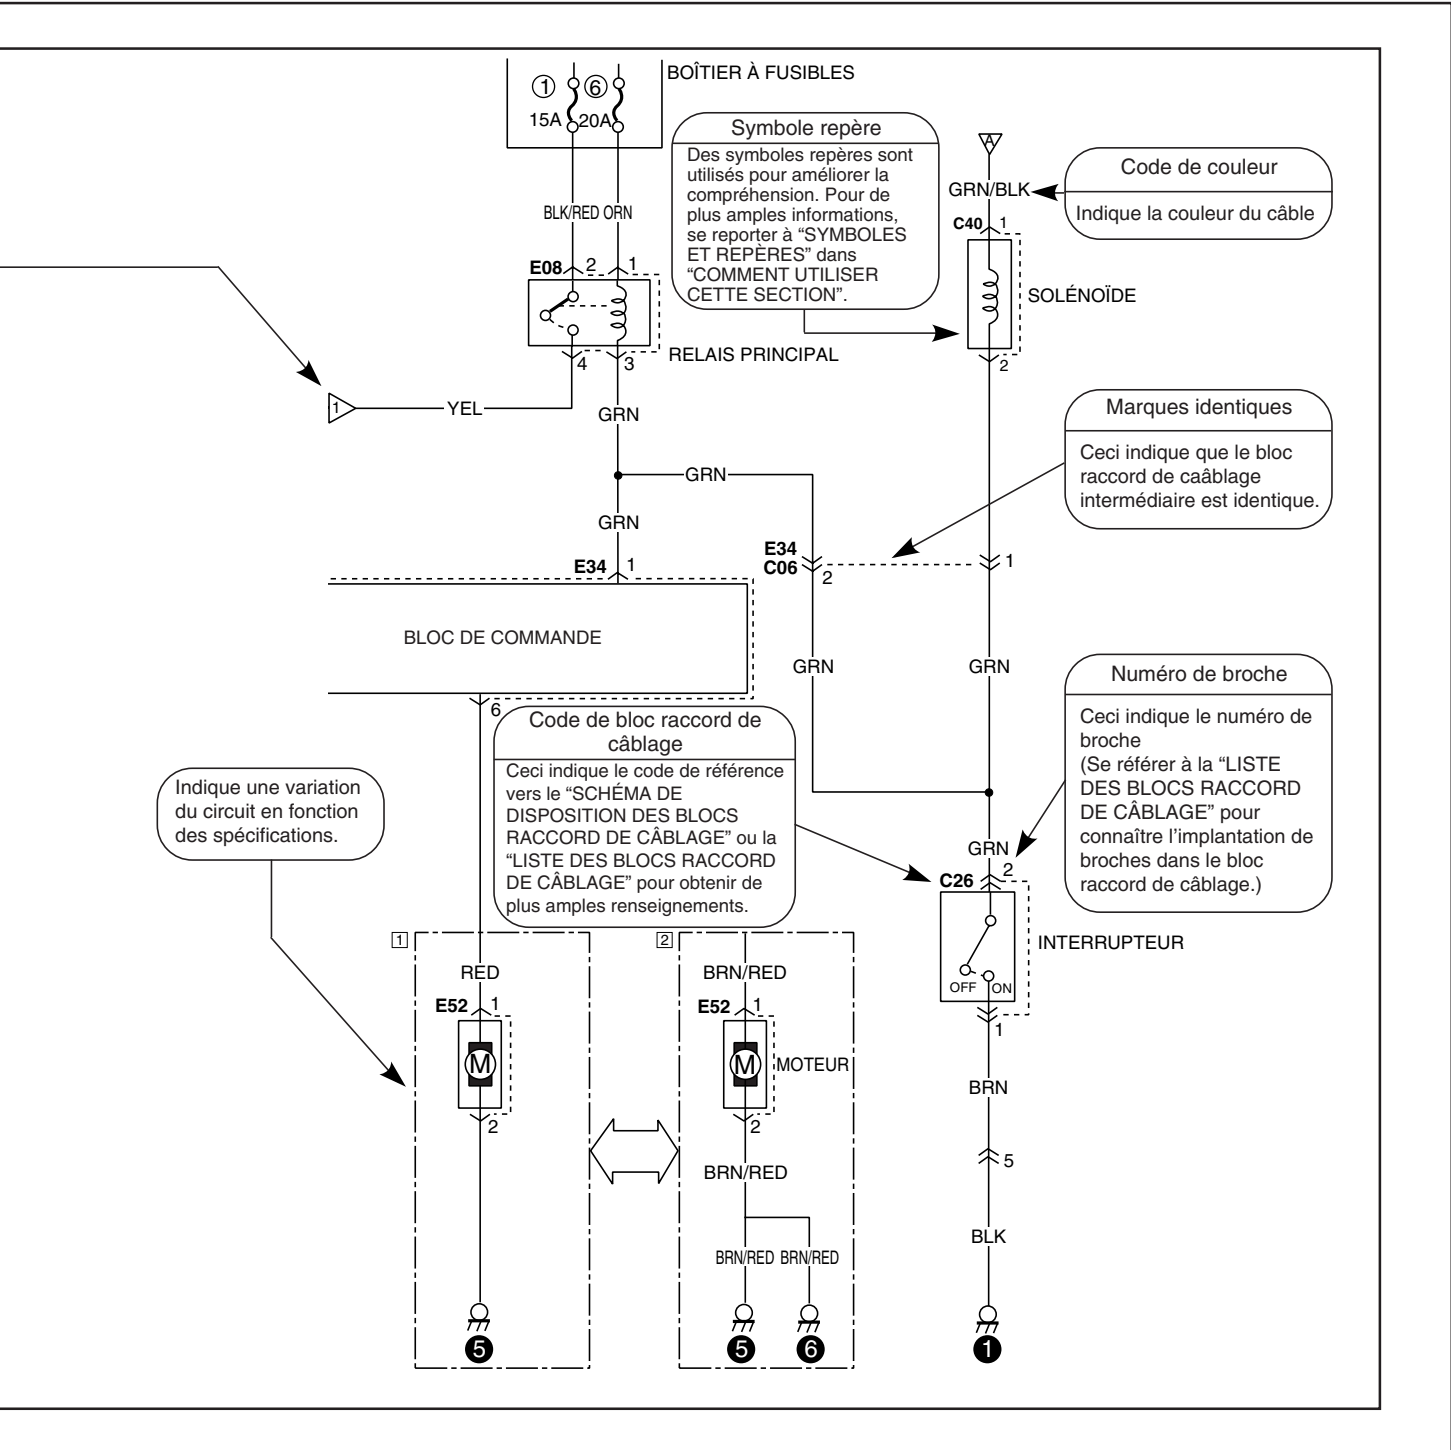 BOÎTIER À FUSIBLES
1 6
15A 20A
BLK/RED ORN
E08 2 1
RELAIS PRINCIPAL
4 3
1 YEL
GRN
GRN
GRN
E34 1
BLOC DE COMMANDE
6
Symbole repère
Des symboles repères sont
utilisés pour améliorer la
compréhension. Pour de
plus amples informations,
se reporter à “SYMBOLES
ET REPÈRES” dans
“COMMENT UTILISER
CETTE SECTION”.
A
GRN/BLK
C40 1
SOLÉNOÏDE
2
Code de couleur
Indique la couleur du câble
Marques identiques
Ceci indique que le bloc
raccord de caâblage
intermédiaire est identique.
E34
C06
2
1
GRN GRN
Numéro de broche
Ceci indique le numéro de
broche
(Se référer à la “LISTE
DES BLOCS RACCORD
DE CÂBLAGE” pour
connaître l’implantation de
broches dans le bloc
raccord de câblage.)
Code de bloc raccord de
câblage
Ceci indique le code de référence
vers le “SCHÉMA DE
DISPOSITION DES BLOCS
RACCORD DE CÂBLAGE” ou la
“LISTE DES BLOCS RACCORD
DE CÂBLAGE” pour obtenir de
plus amples renseignements.
Indique une variation
du circuit en fonction
des spécifications.
GRN
C26 2
INTERRUPTEUR
OFF ON
1
BRN
5
BLK
1
1
RED
E52 1
M
2
5
2
BRN/RED
E52 1
M MOTEUR
2
BRN/RED
BRN/RED BRN/RED
5 6